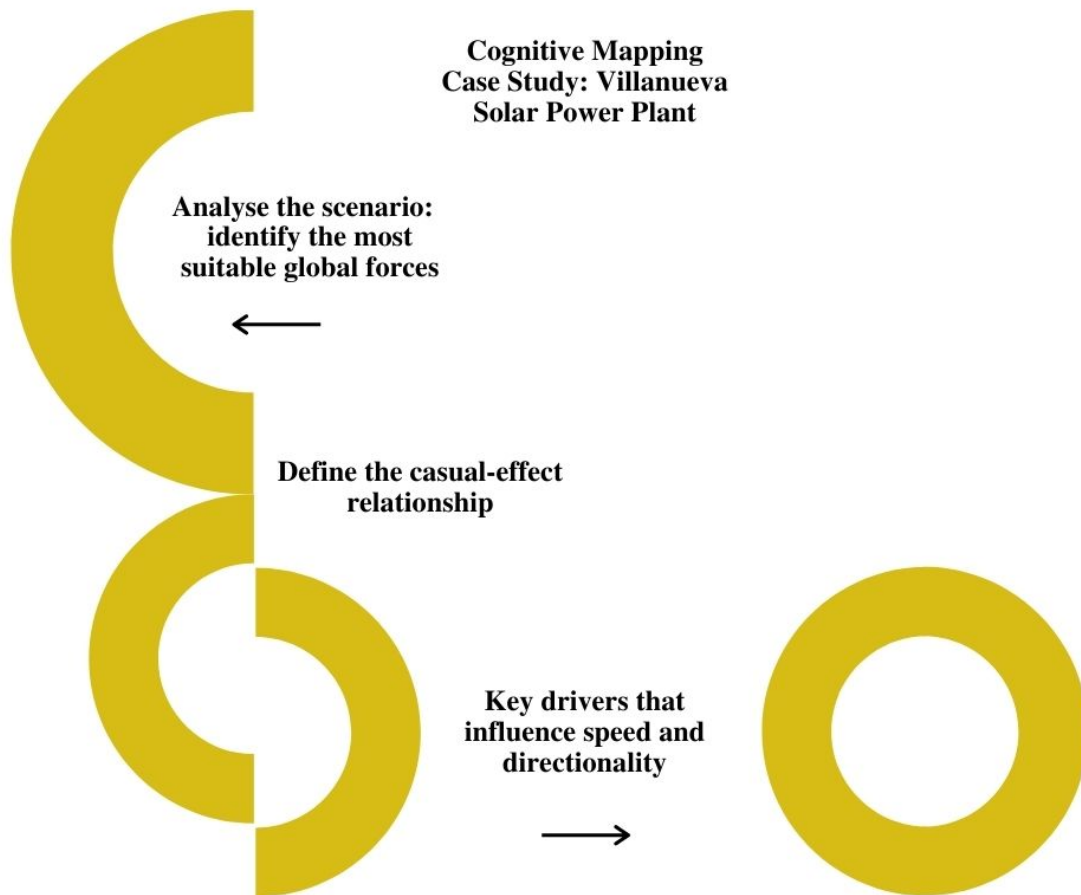 Cognitive Mapping
Case Study: Villanueva
Solar Power Plant
Analyse the scenario:
identify the most
suitable global forces
Define the casual-effect
relationship
Key drivers that
influence speed and
directionality